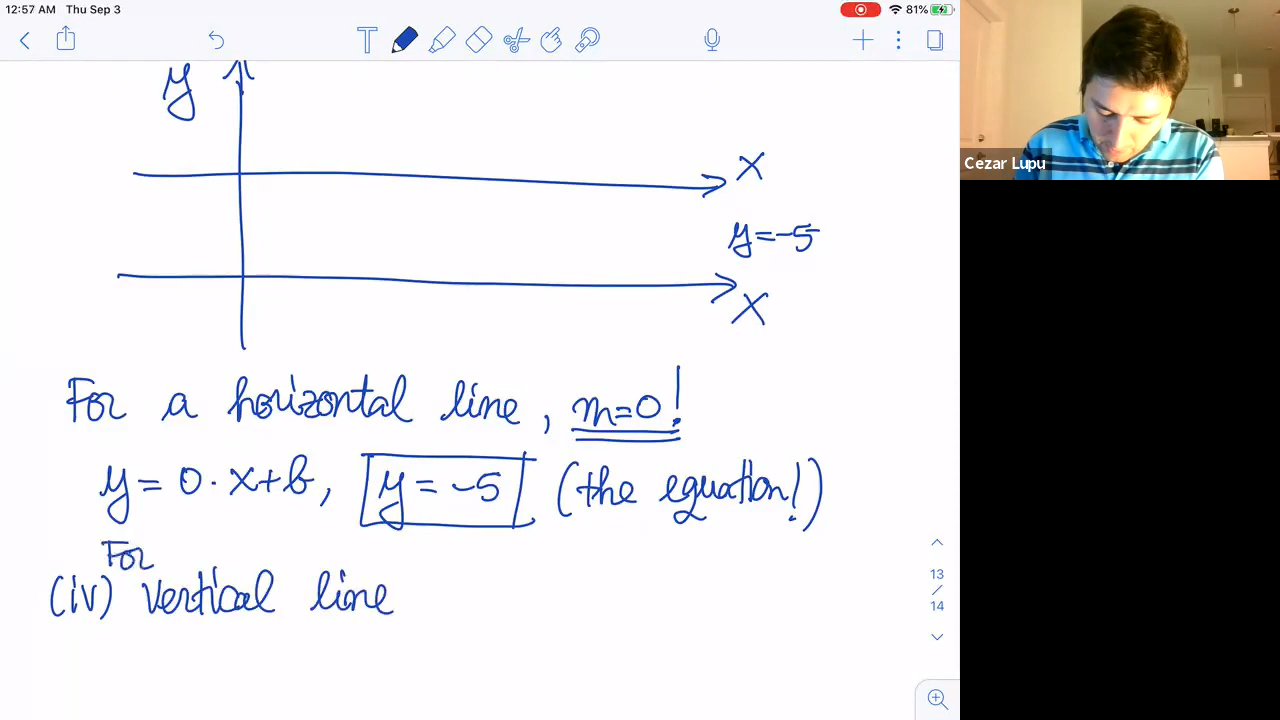 12:57 AM Thu Sep 3
81%
T
y
x
y=-5
x
For a horizontal line, m=0!
y = 0·x+b, y = -5 (the equation!)
For
(iv) vertical line
13
/
14
Cezar Lupu